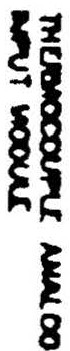 THERMOCOUPLE ANALOG
INPUT MODULE